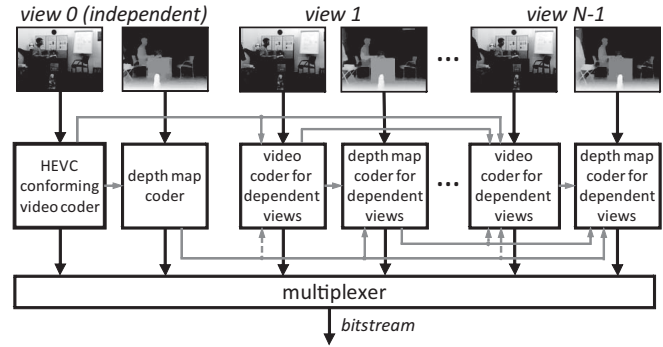 view 0 (independent)
view 1
view N-1
...
HEVC
conforming
video coder
depth map
coder
video
coder for
dependent
views
depth map
coder for
dependent
views
...
video
coder for
dependent
views
depth map
coder for
dependent
views
multiplexer
bitstream